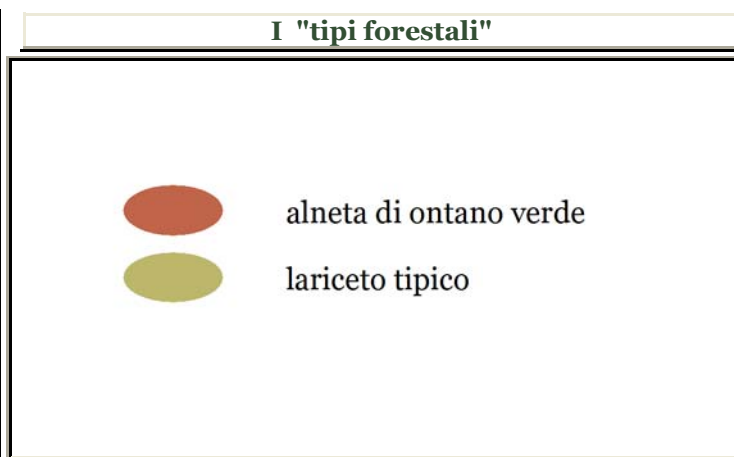 I "tipi forestali"
alneta di ontano verde
lariceto tipico